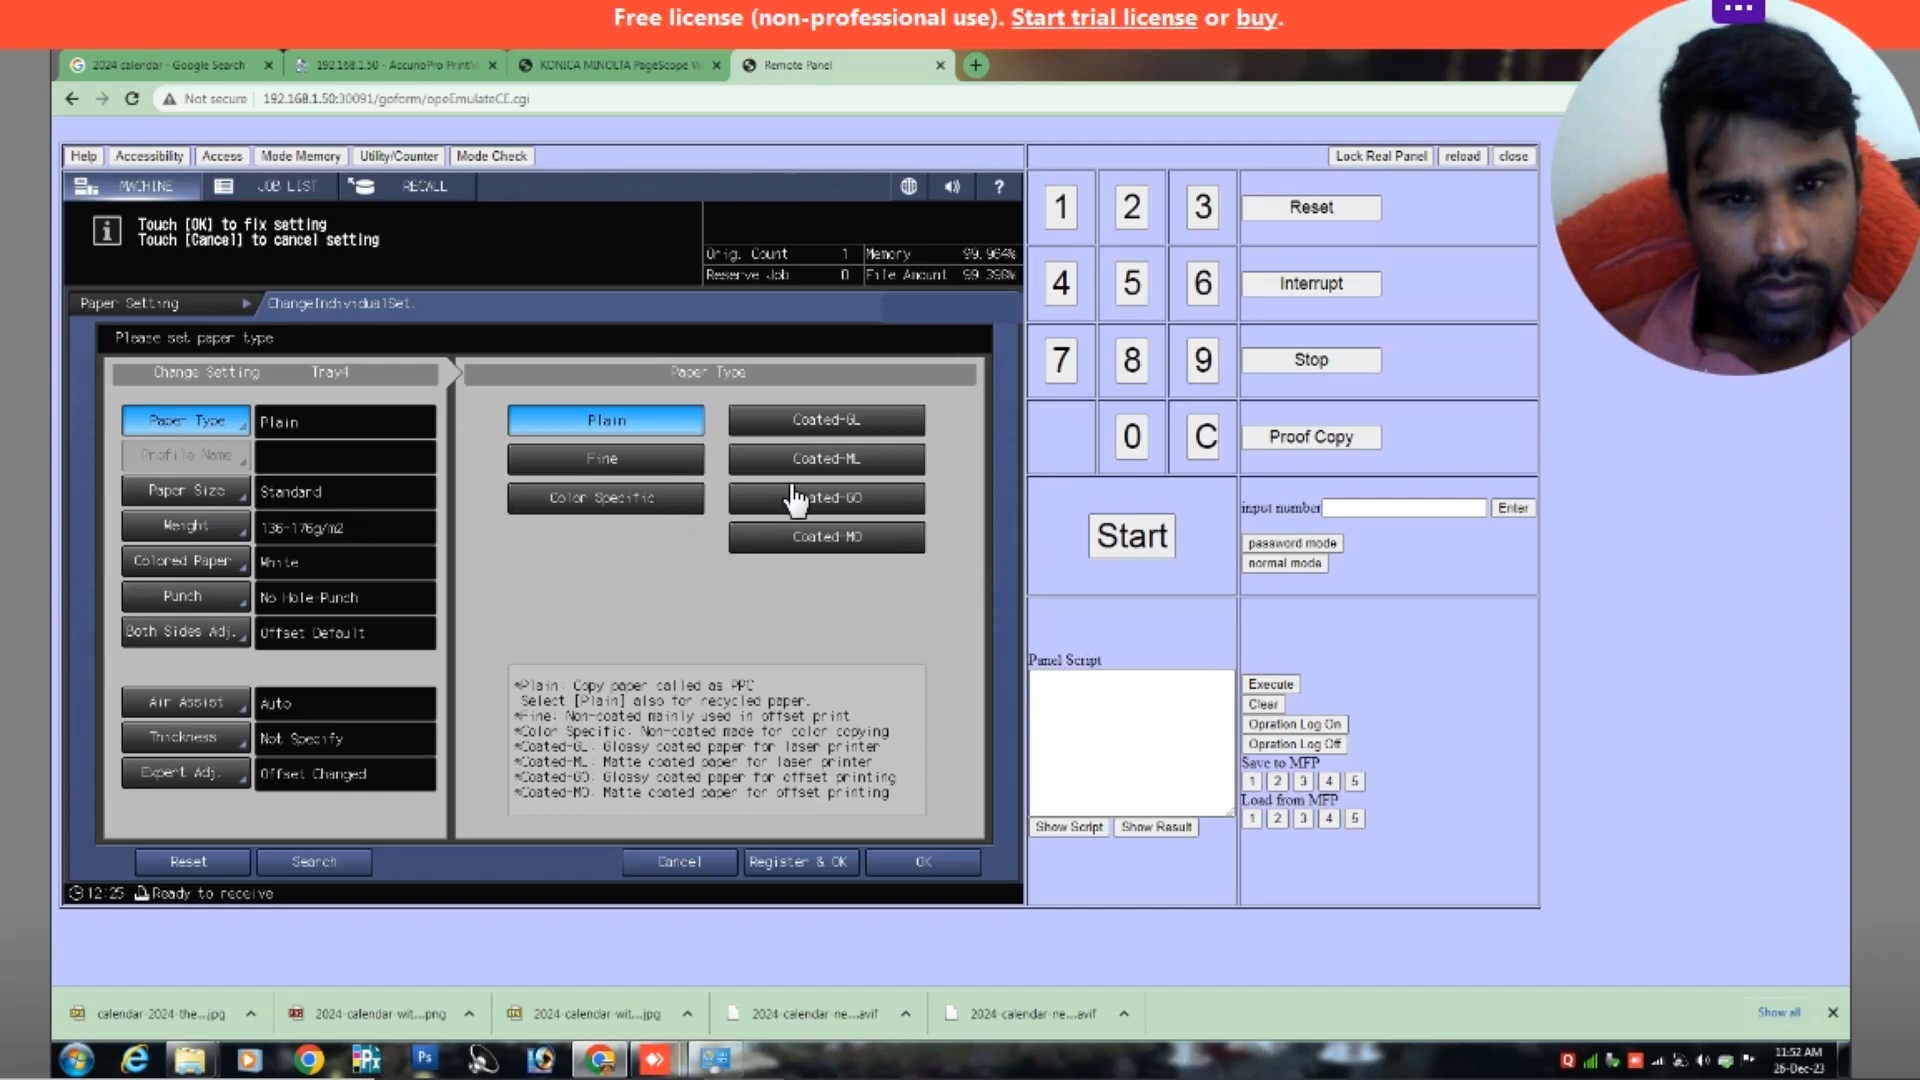 Free license (non-professional use). Start trial license or buy.
2024 calendar - Google Search
192.168.1.50 - AccurioPro Print
KONICA MINOLTA PageScope W
Remote Panel
Not secure 192.168.1.50:30091/goform/opeEmulateCE.cgi
Help Accessibility Access Mode Memory Utility/Counter Mode Check
Lock Real Panel reload close
MACHINE JOB LIST RECALL ?
Touch [OK] to fix setting
Touch [Cancel] to cancel setting
Orig. Count 1 Memory 99.964%
Reserve Job 0 File Amount 99.398%
Paper Setting ChangeIndividualSet.
Please set paper type
Change Setting Tray4
Paper Type
Paper Type Plain
Profile Name
Paper Size Standard
Weight 136-176g/m2
Colored Paper White
Punch No Hole-Punch
Both Sides Adj. Offset Default
Air Assist Auto
Thickness Not Specify
Expert Adj. Offset Changed
Plain Coated-GL
Fine Coated-ML
Color Specific ated-GO
Coated-MO
*Plain: Copy paper called as PPC
Select [Plain] also for recycled paper.
*Fine: Non-coated mainly used in offset print
*Color Specific: Non-coated made for color copying
*Coated-GL: Glossy coated paper for laser printer
*Coated-ML: Matte coated paper for laser printer
*Coated-GO: Glossy coated paper for offset printing
*Coated-MO: Matte coated paper for offset printing
Reset Search Cancel Register & OK OK
12:25 Ready to receive
1 2 3 Reset
4 5 6 Interrupt
7 8 9 Stop
0 C Proof Copy
Start
input number Enter
password mode
normal mode
Panel Script
Show Script Show Result
Execute
Clear
Opration Log On
Opration Log Off
Save to MFP
1 2 3 4 5
Load from MFP
1 2 3 4 5
calendar-2024-the...jpg
2024-calendar-wit...png
2024-calendar-wit...jpg
2024-calendar-ne...avif
2024-calendar-ne...avif
Show all
Ps
11:52 AM
26-Dec-23